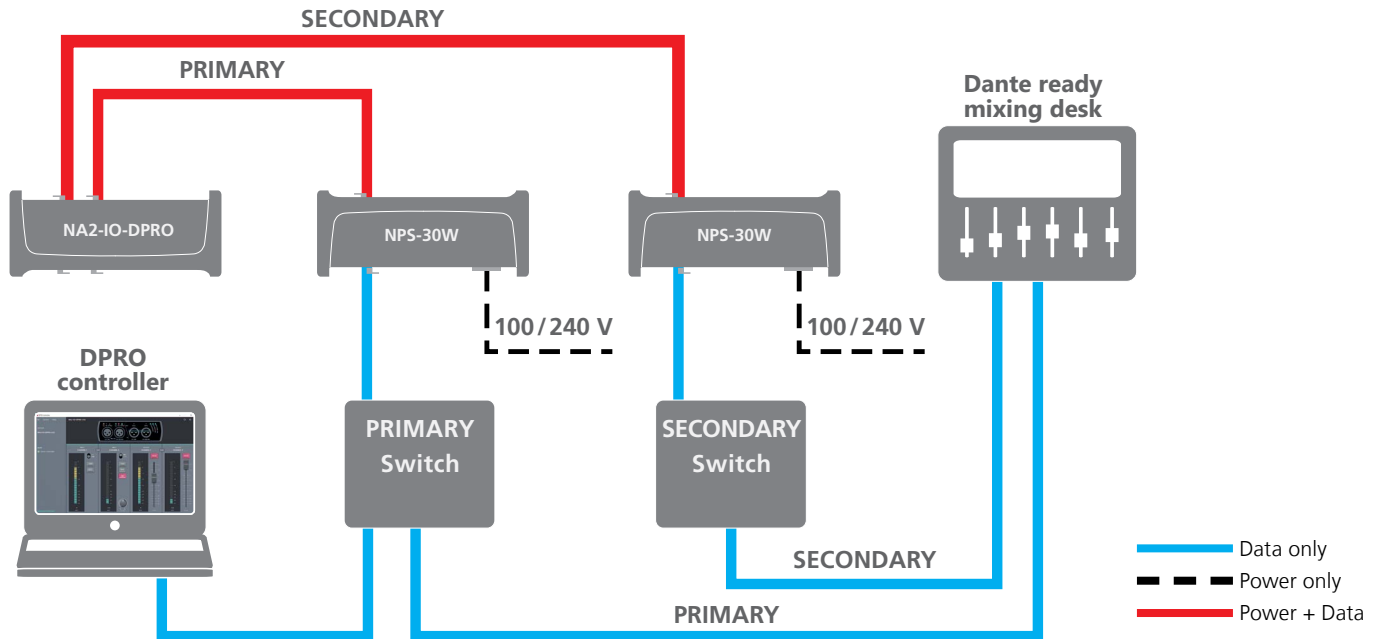 SECONDARY
PRIMARY
Dante ready
mixing desk
NA2-IO-DPRO
NPS-30W
NPS-30W
100/240 V
100/240 V
DPRO
controller
PRIMARY
Switch
SECONDARY
Switch
SECONDARY
PRIMARY
Data only
Power only
Power + Data